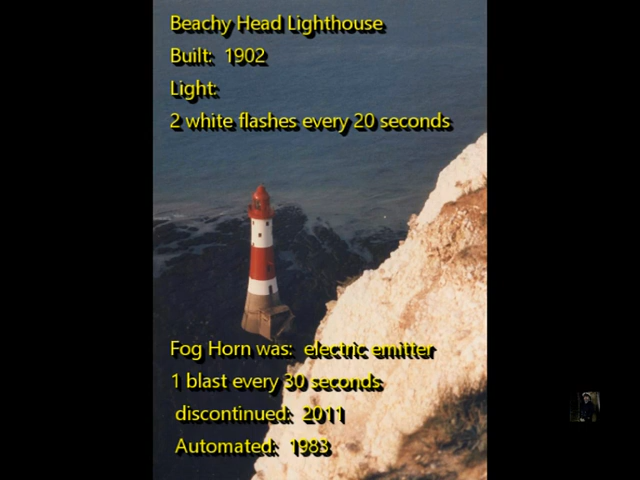 Beachy Head Lighthouse
Built:  1902
Light:
2 white flashes every 20 seconds
Fog Horn was:  electric emitter
1 blast every 30 seconds
discontinued:  2011
Automated:  1983